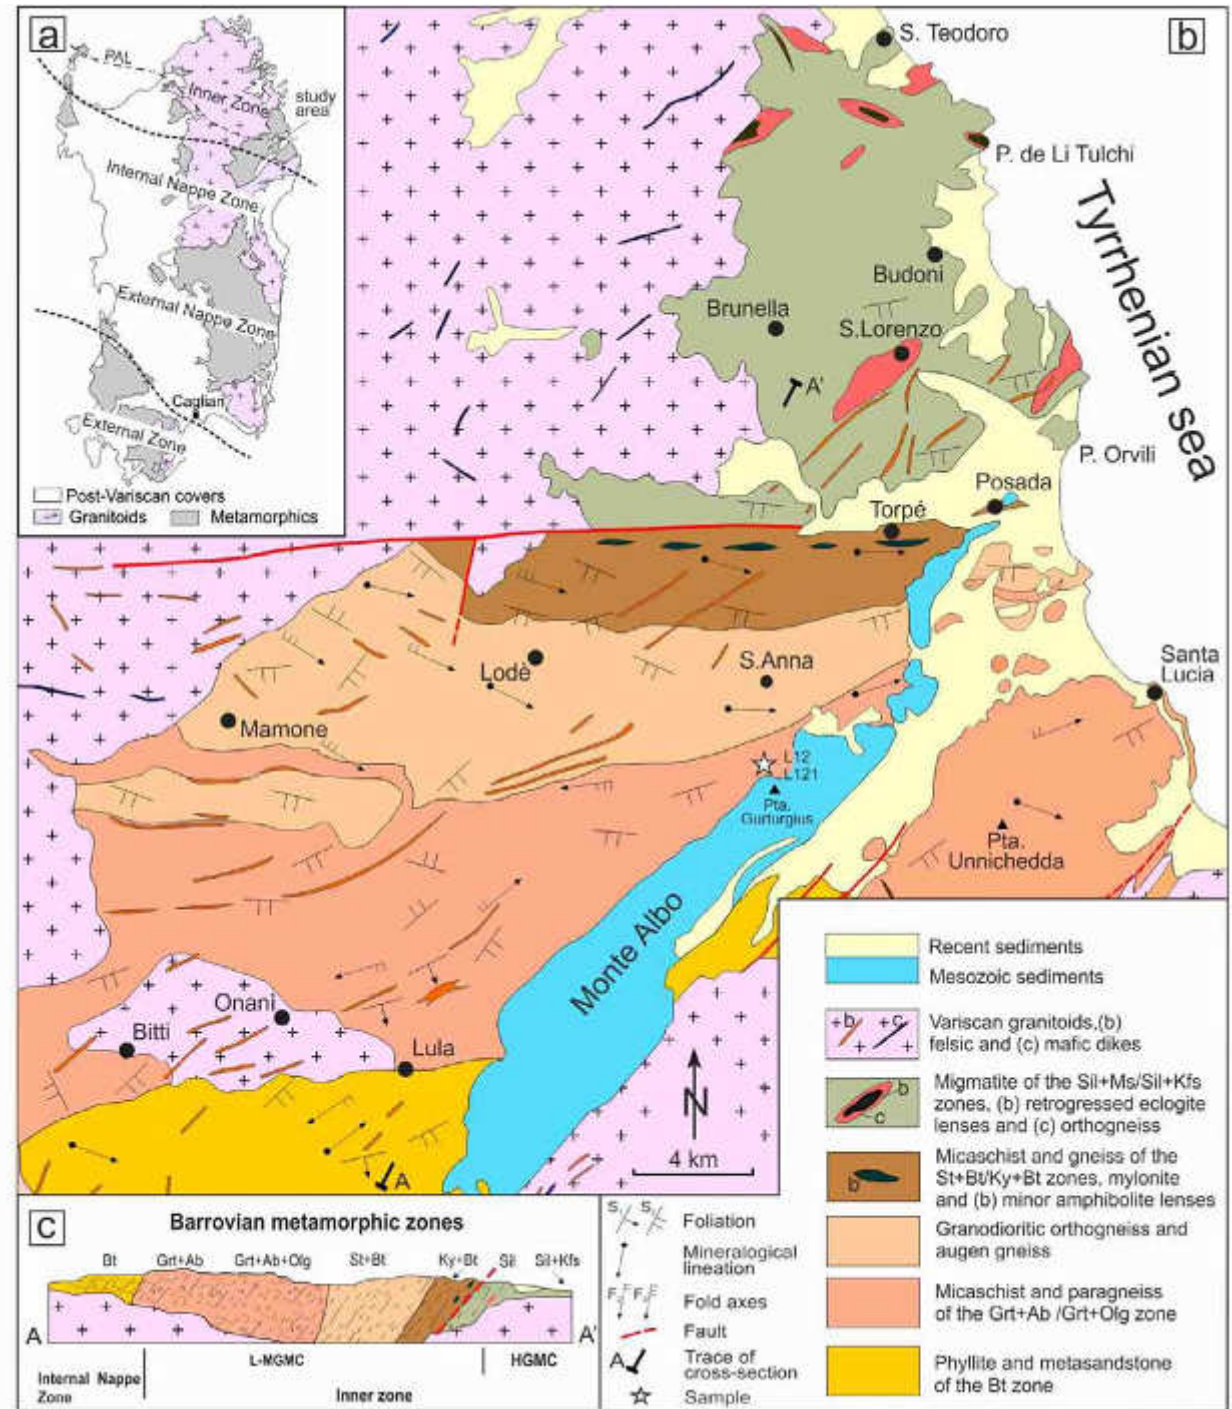 a
PAL
Inner Zone
study
area
Internal Nappe Zone
External Nappe Zone
Cagliari
External Zone
Post-Variscan covers
Granitoids
Metamorphics
b
S. Teodoro
P. de Li Tulchi
Tyrrhenian sea
Budoni
Brunella
S.Lorenzo
A'
P. Orvili
Posada
Torpé
Lodè
S.Anna
Santa
Lucia
Mamone
L12
L121
Pta.
Gurturgius
Pta.
Unnichedda
Monte Albo
Onani
Bitti
Lula
N
4 km
A
Recent sediments
Mesozoic sediments
b
c
Variscan granitoids,(b)
felsic and (c) mafic dikes
b
c
Migmatite of the Sil+Ms/Sil+Kfs
zones, (b) retrogressed eclogite
lenses and (c) orthogneiss
b
Micaschist and gneiss of the
St+Bt/Ky+Bt zones, mylonite
and (b) minor amphibolite lenses
Granodioritic orthogneiss and
augen gneiss
Micaschist and paragneiss
of the Grt+Ab /Grt+Olg zone
Phyllite and metasandstone
of the Bt zone
Foliation
Mineralogical
lineation
Fold axes
Fault
A
Trace of
cross-section
Sample
c
Barrovian metamorphic zones
Bt
Grt+Ab
Grt+Ab+Olg
St+Bt
Ky+Bt
Sil
Sil+Kfs
A
A'
L-MGMC
HGMC
Internal Nappe
Zone
Inner zone